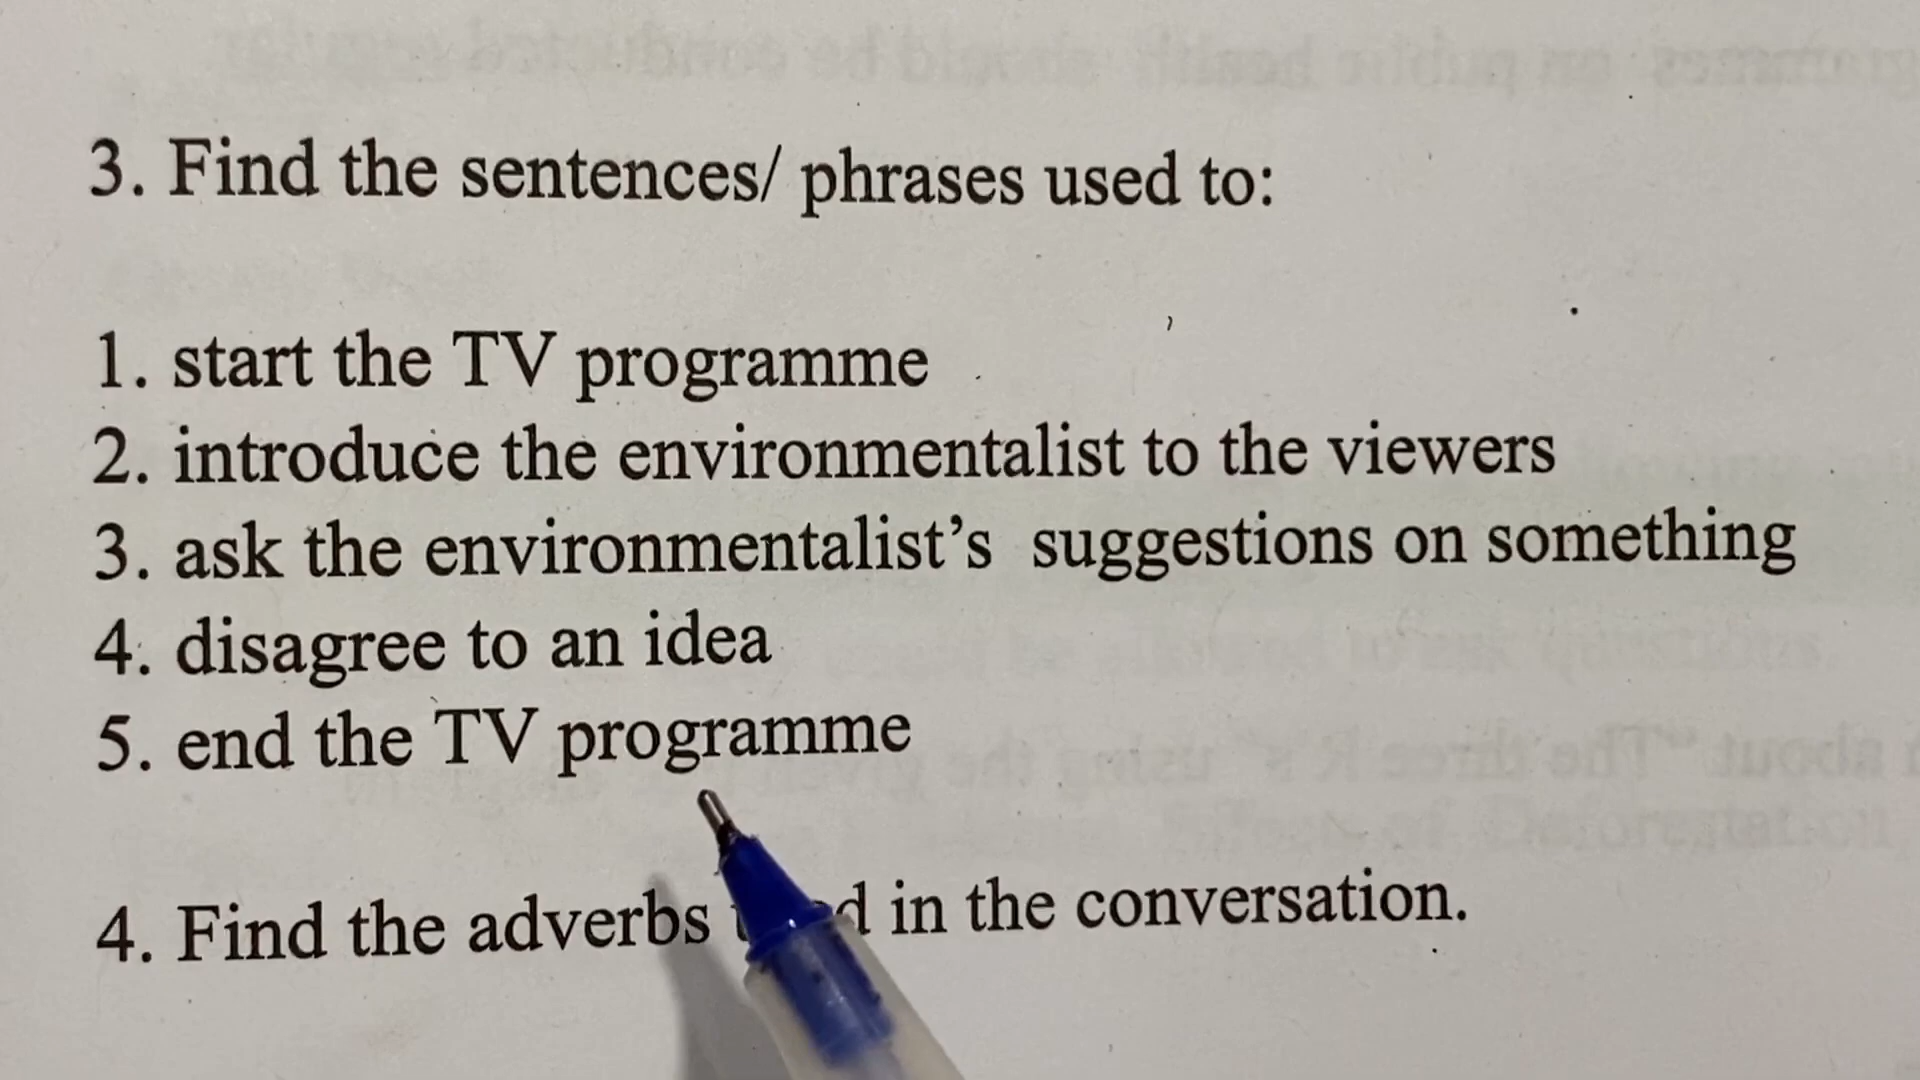 3. Find the sentences/ phrases used to:
1. start the TV programme
2. introduce the environmentalist to the viewers
3. ask the environmentalist’s suggestions on something
4. disagree to an idea
5. end the TV programme
4. Find the adverbs in the conversation.